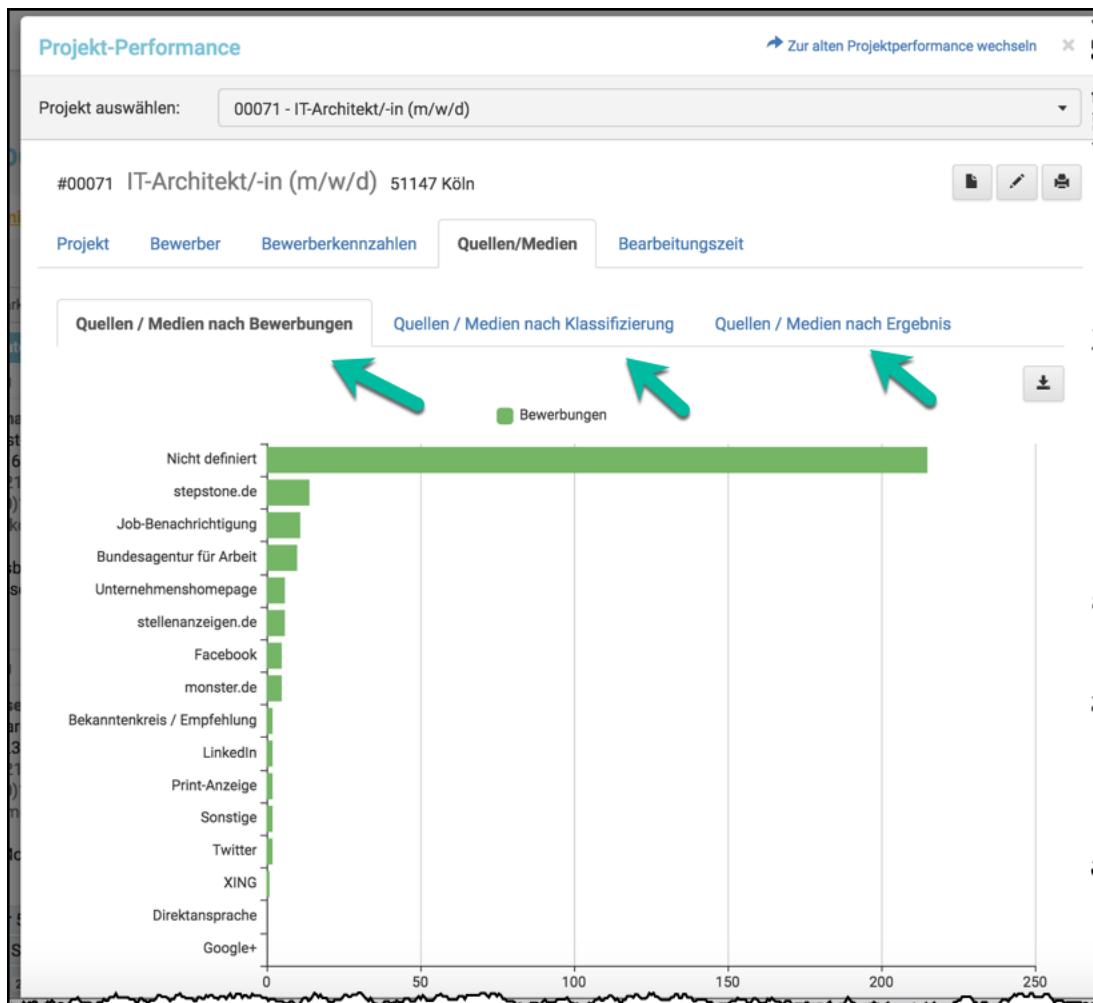 Projekt-Performance
Zur alten Projektperformance wechseln ×
Projekt auswählen: 00071 - IT-Architekt/-in (m/w/d)
#00071 IT-Architekt/-in (m/w/d) 51147 Köln
Projekt Bewerber Bewerberkennzahlen Quellen/Medien Bearbeitungszeit
Quellen / Medien nach Bewerbungen Quellen / Medien nach Klassifizierung Quellen / Medien nach Ergebnis
Bewerbungen
Nicht definiert
stepstone.de
Job-Benachrichtigung
Bundesagentur für Arbeit
Unternehmenshomepage
stellenanzeigen.de
Facebook
monster.de
Bekanntenkreis / Empfehlung
LinkedIn
Print-Anzeige
Sonstige
Twitter
XING
Direktansprache
Google+
0 50 100 150 200 250